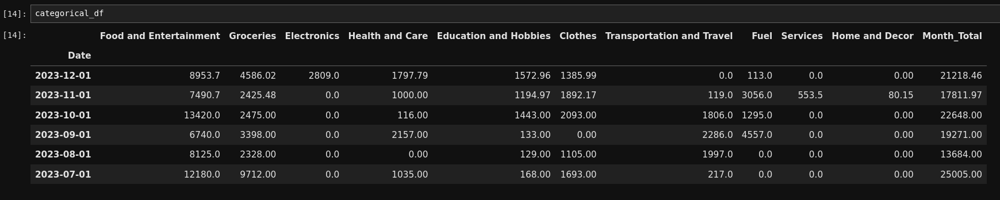 [14]: categorical_df
[14]: Food and Entertainment Groceries Electronics Health and Care Education and Hobbies Clothes Transportation and Travel Fuel Services Home and Decor Month_Total
Date
2023-12-01 8953.7 4586.02 2809.0 1797.79 1572.96 1385.99 0.0 113.0 0.0 0.00 21218.46
2023-11-01 7490.7 2425.48 0.0 1000.00 1194.97 1892.17 119.0 3056.0 553.5 80.15 17811.97
2023-10-01 13420.0 2475.00 0.0 116.00 1443.00 2093.00 1806.0 1295.0 0.0 0.00 22648.00
2023-09-01 6740.0 3398.00 0.0 2157.00 133.00 0.00 2286.0 4557.0 0.0 0.00 19271.00
2023-08-01 8125.0 2328.00 0.0 0.00 129.00 1105.00 1997.0 0.0 0.0 0.00 13684.00
2023-07-01 12180.0 9712.00 0.0 1035.00 168.00 1693.00 217.0 0.0 0.0 0.00 25005.00